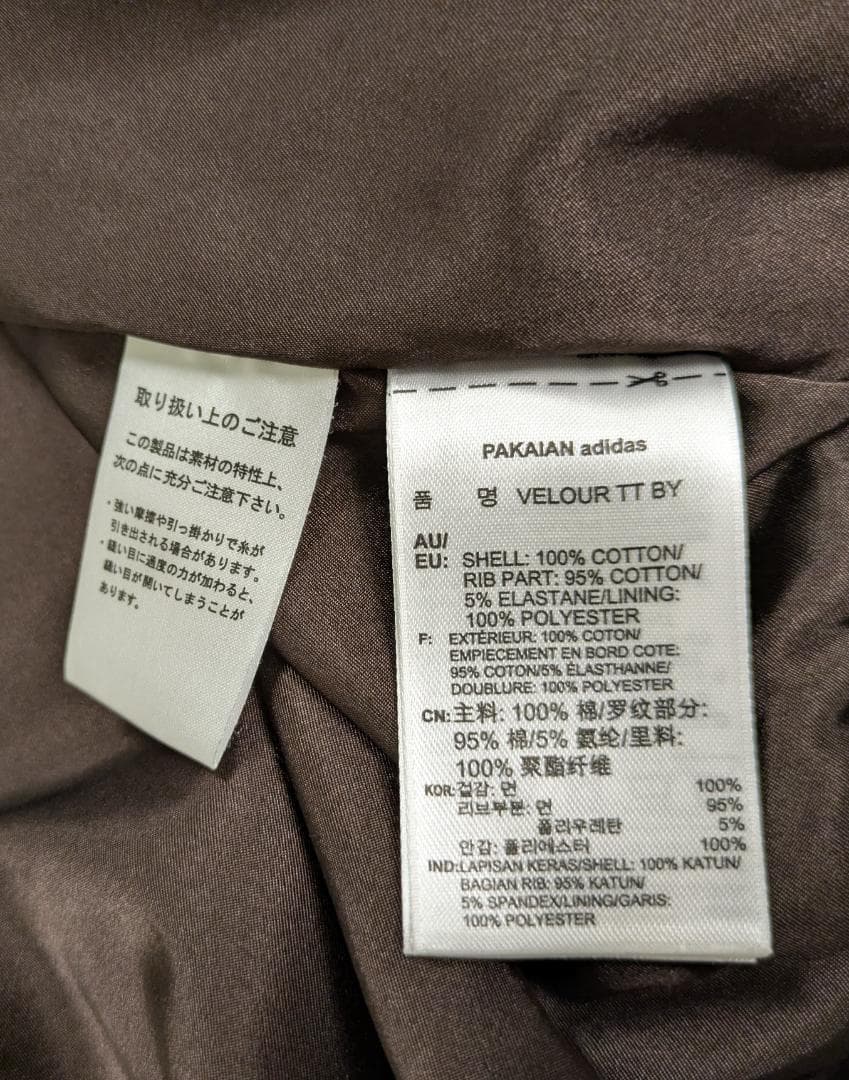 取り扱い上のご注意
この製品は素材の特性上、
次の点に充分ご注意下さい。
・強い摩擦や引っ掛かりで糸が
引き出される場合があります。
・縫い目に過度の力が加わると、
縫い目が開いてしまうことが
あります。
PAKAIAN adidas
품 명 VELOUR TT BY
AU/
EU: SHELL: 100% COTTON/
RIB PART: 95% COTTON/
5% ELASTANE/LINING:
100% POLYESTER
F: EXTÉRIEUR: 100% COTON/
EMPIECEMENT EN BORD COTE:
95% COTON/5% ÉLASTHANNE/
DOUBLURE: 100% POLYESTER
CN: 主料: 100% 棉/罗纹部分:
95% 棉/5% 氨纶/里料:
100% 聚酯纤维
KOR: 겉감: 면 100%
리브부분: 면 95%
폴리우레탄 5%
안감: 폴리에스터 100%
IND: LAPISAN KERAS/SHELL: 100% KATUN/
BAGIAN RIB: 95% KATUN/
5% SPANDEX/LINING/GARIS:
100% POLYESTER